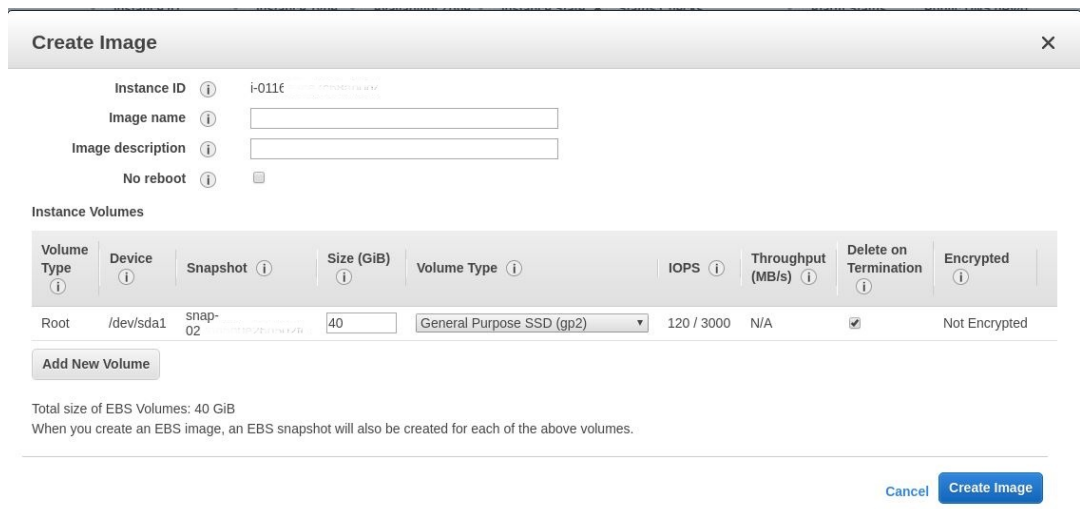 Create Image
×
Instance ID i-0116
Image name
Image description
No reboot
Instance Volumes
Volume Type Device Snapshot Size (GiB) Volume Type IOPS Throughput (MB/s) Delete on Termination Encrypted
Root /dev/sda1 snap-02 40 General Purpose SSD (gp2) 120 / 3000 N/A Not Encrypted
Add New Volume
Total size of EBS Volumes: 40 GiB
When you create an EBS image, an EBS snapshot will also be created for each of the above volumes.
Cancel Create Image